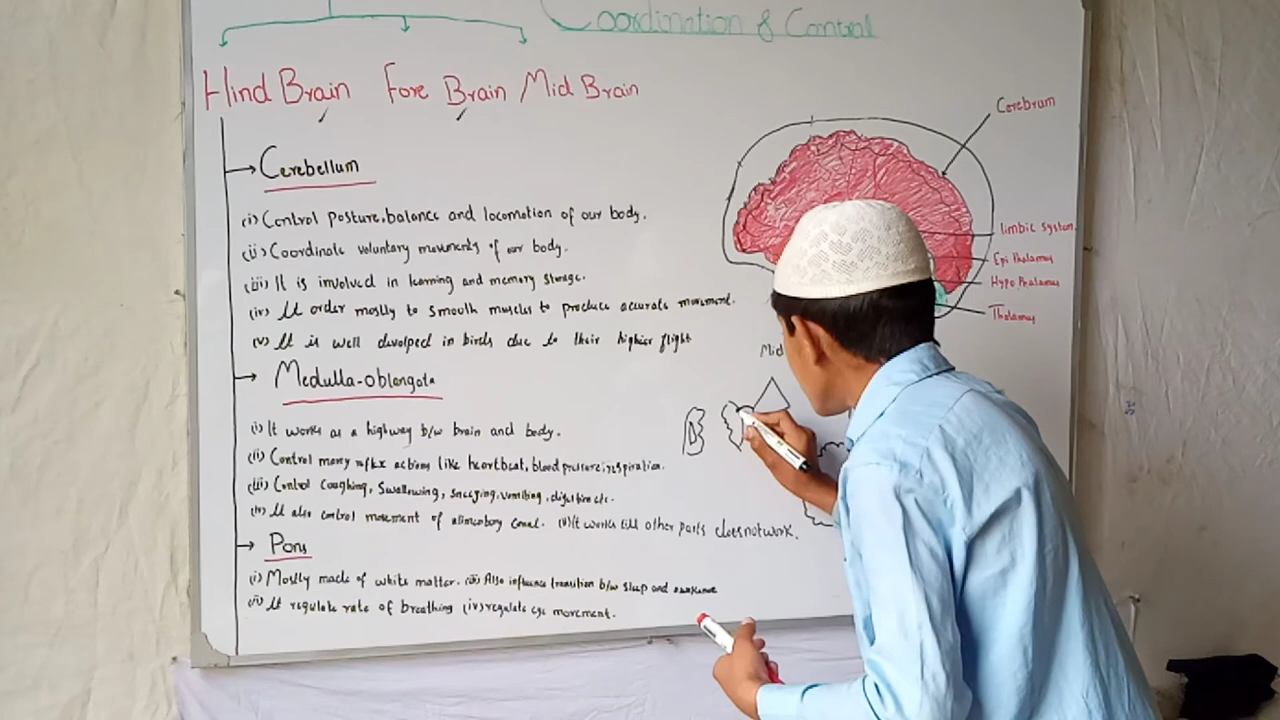 Coordination & Control
Hind Brain Fore Brain Mid Brain
Cerebellum
(i) Control posture, balance and locomotion of our body.
(ii) Coordinate voluntary movements of our body.
(iii) It is involved in learning and memory storage.
(iv) It order mostly to smooth muscles to produce accurate movement.
(v) It is well devolped in birds due to their higher flight
Medulla-oblongata
(i) It works as a highway b/w brain and body.
(ii) Control many reflex actions like heartbeat, blood pressure, respiration.
(iii) Control coughing, Swallowing, sneezing, vomiting, digestion etc.
(iv) It also control movement of alimentary canal. (v) It works till other parts does not work.
Pons
(i) Mostly made of white matter. (iii) Also influence transition b/w sleep and
(ii) It regulate rate of breathing (iv) regulate eye movement.
Cerebrum
limbic system
Epi thalamus
Hypo thalamus
Thalamus
Mid